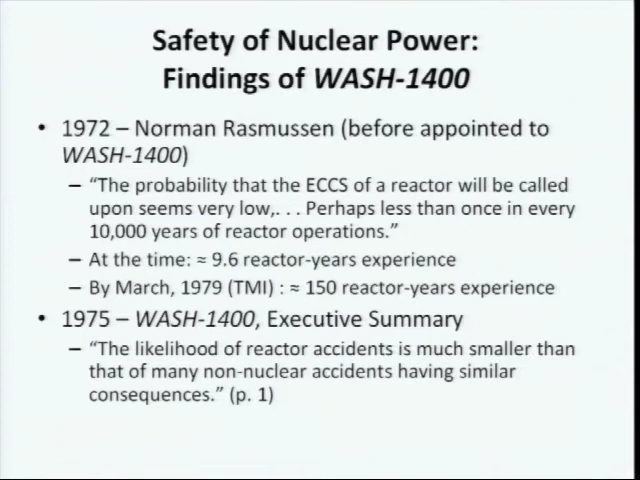 Safety of Nuclear Power:
Findings of WASH-1400
• 1972 – Norman Rasmussen (before appointed to
WASH-1400)
– “The probability that the ECCS of a reactor will be called
upon seems very low,. . . Perhaps less than once in every
10,000 years of reactor operations.”
– At the time: ≈ 9.6 reactor-years experience
– By March, 1979 (TMI) : ≈ 150 reactor-years experience
• 1975 – WASH-1400, Executive Summary
– “The likelihood of reactor accidents is much smaller than
that of many non-nuclear accidents having similar
consequences.” (p. 1)